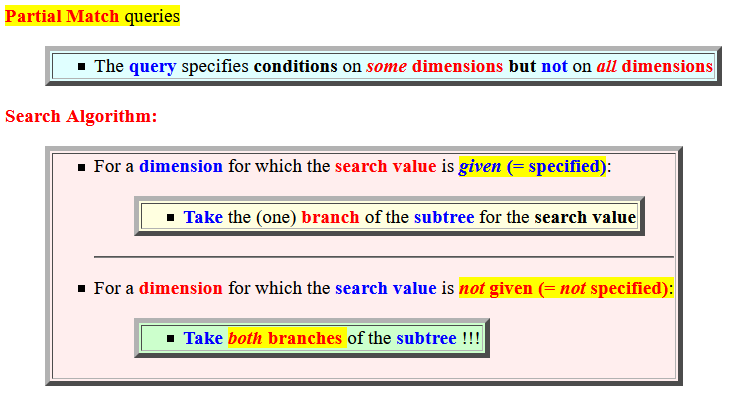 Partial Match queries
The query specifies conditions on some dimensions but not on all dimensions
Search Algorithm:
For a dimension for which the search value is given (= specified):
Take the (one) branch of the subtree for the search value
For a dimension for which the search value is not given (= not specified):
Take both branches of the subtree !!!